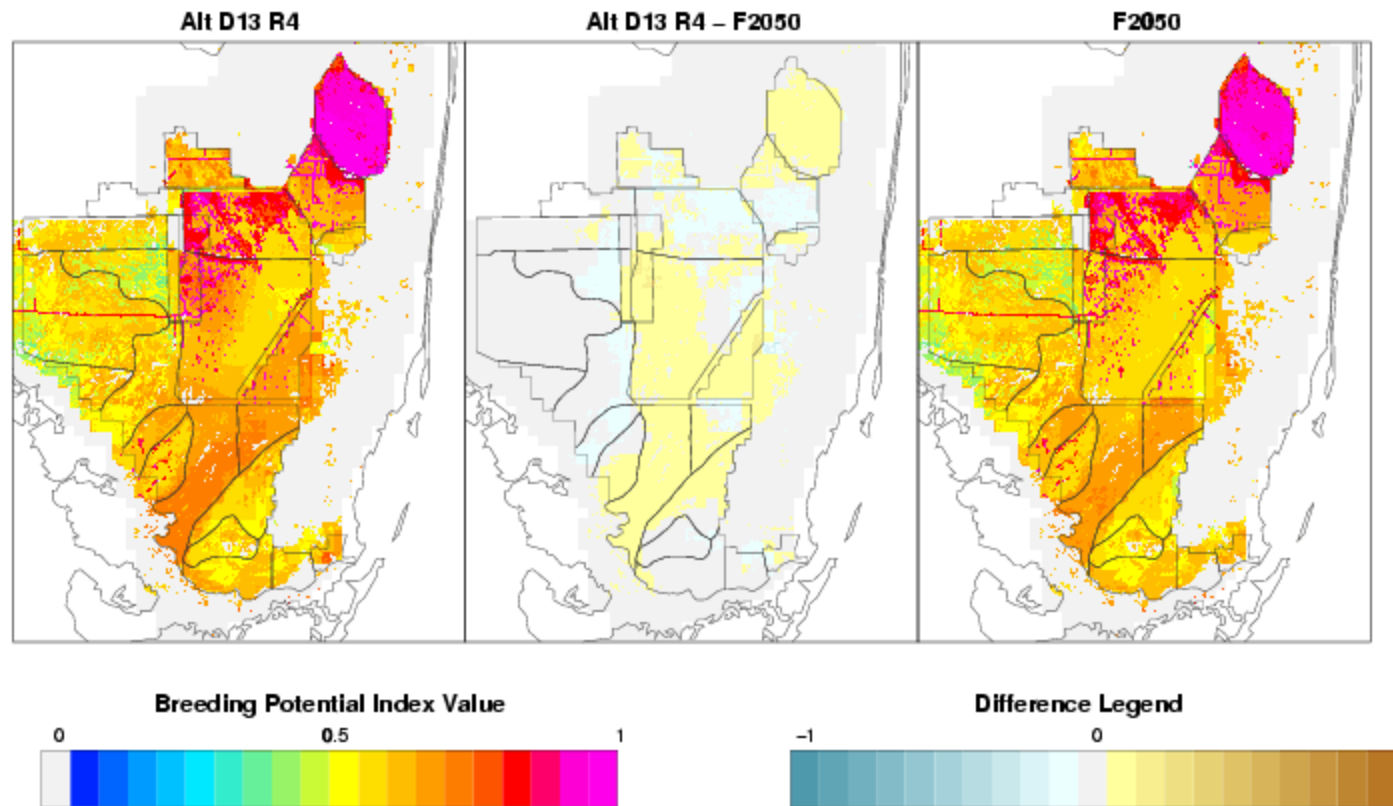 Alt D13 R4
Alt D13 R4 – F2050
F2050
Breeding Potential Index Value
0 0.5 1
Difference Legend
−1 0